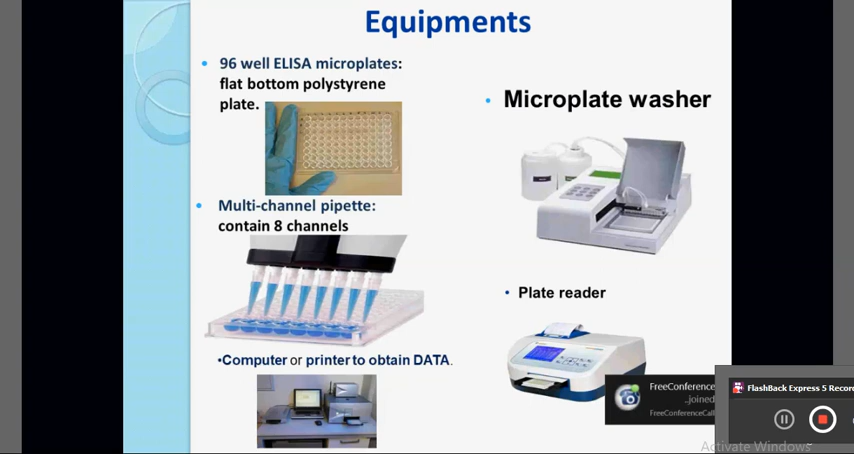 Equipments
• 96 well ELISA microplates:
flat bottom polystyrene
plate.
• Multi-channel pipette:
contain 8 channels
•Computer or printer to obtain DATA.
• Microplate washer
• Plate reader
FreeConference
..joined
FreeConferenceCall
FlashBack Express 5 Recor
Activate Windows